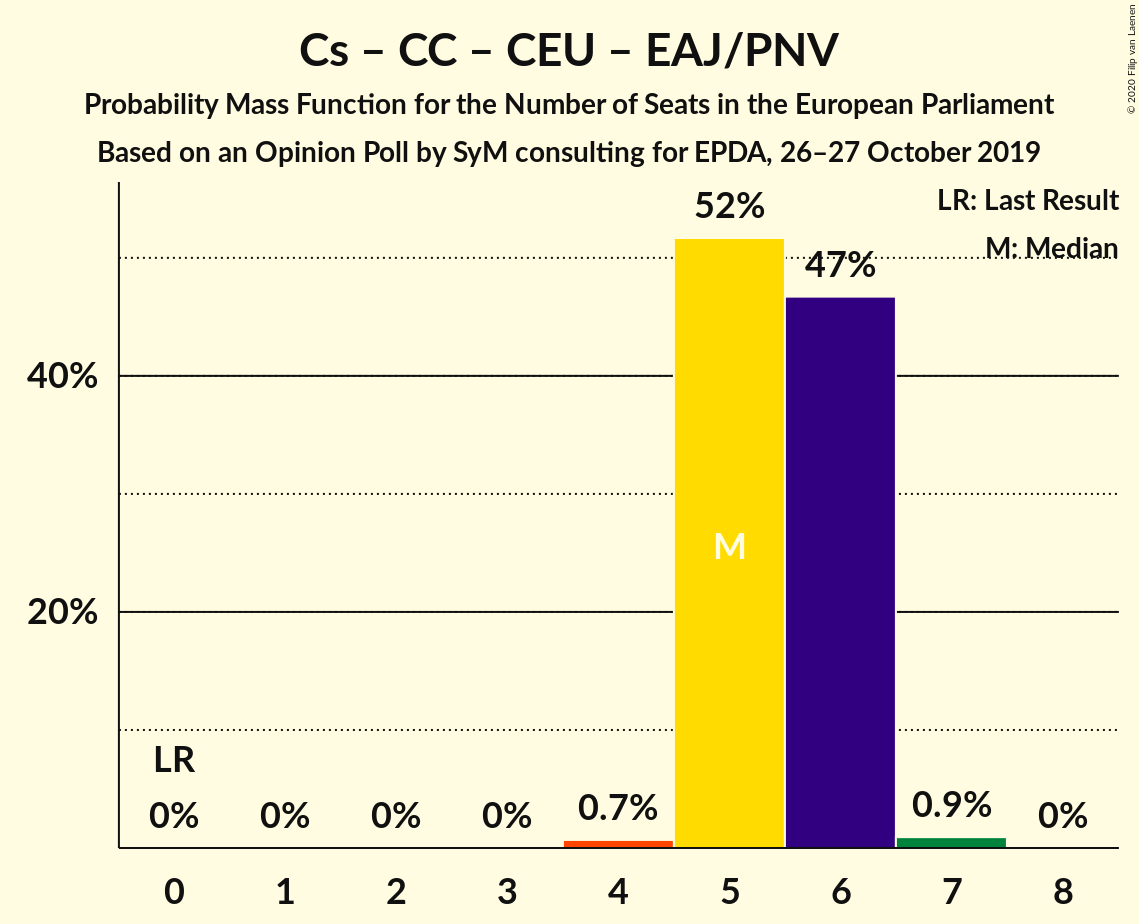 Cs – CC – CEU – EAJ/PNV
Probability Mass Function for the Number of Seats in the European Parliament
Based on an Opinion Poll by SyM consulting for EPDA, 26–27 October 2019
© 2020 Filip van Laenen
LR: Last Result
M: Median
52%
47%
40%
M
20%
LR
0% 0% 0% 0% 0.7% 0.9% 0%
0 1 2 3 4 5 6 7 8